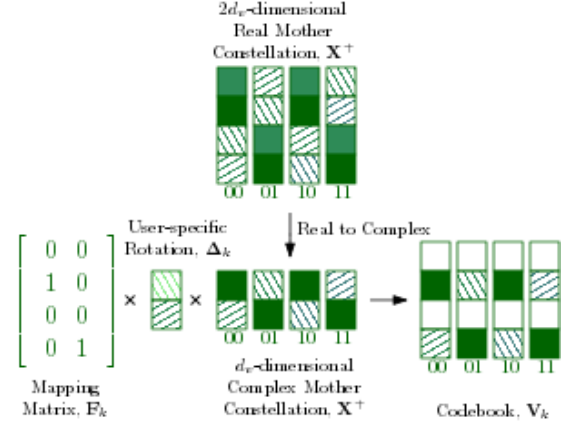 2d_v-dimensional
Real Mother
Constellation, X^+
00 01 10 11
User-specific
Rotation, Δ_k
Real to Complex
0 0
1 0
0 0
0 1
× ×
00 01 10 11
00 01 10 11
Mapping
Matrix, F_k
d_v-dimensional
Complex Mother
Constellation, X^+
Codebook, V_k